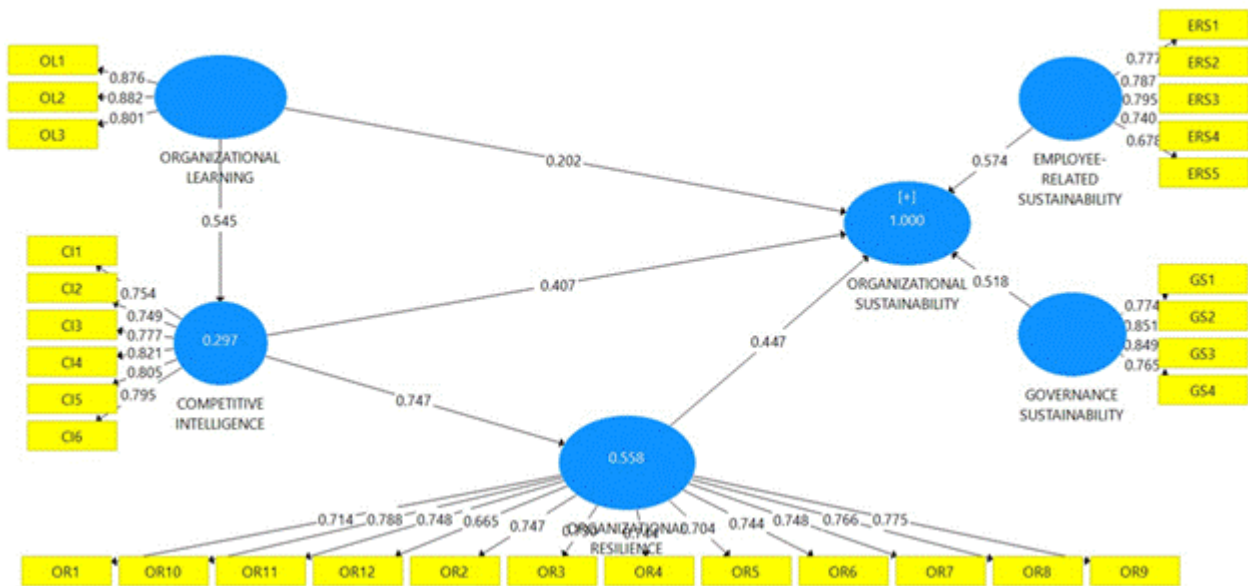 OL1
0.876
OL2
0.882
OL3
0.801
ORGANIZATIONAL
LEARNING
0.202
0.545
ERS1
0.777
ERS2
0.787
ERS3
0.795
0.740
ERS4
0.678
ERS5
EMPLOYEE-
RELATED
SUSTAINABILITY
0.574
[+]
1.000
ORGANIZATIONAL
SUSTAINABILITY
0.518
GS1
0.774
GS2
0.851
0.849
GS3
0.765
GS4
GOVERNANCE
SUSTAINABILITY
CI1
0.754
CI2
0.749
CI3
0.777
CI4
0.821
0.805
CI5
0.795
CI6
0.297
COMPETITIVE
INTELLIGENCE
0.407
0.747
0.447
0.558
ORGANIZATIONAL
RESILIENCE
0.714
0.788
0.748
0.665
0.747
0.744
0.704
0.744
0.748
0.766
0.775
OR1
OR10
OR11
OR12
OR2
OR3
OR4
OR5
OR6
OR7
OR8
OR9